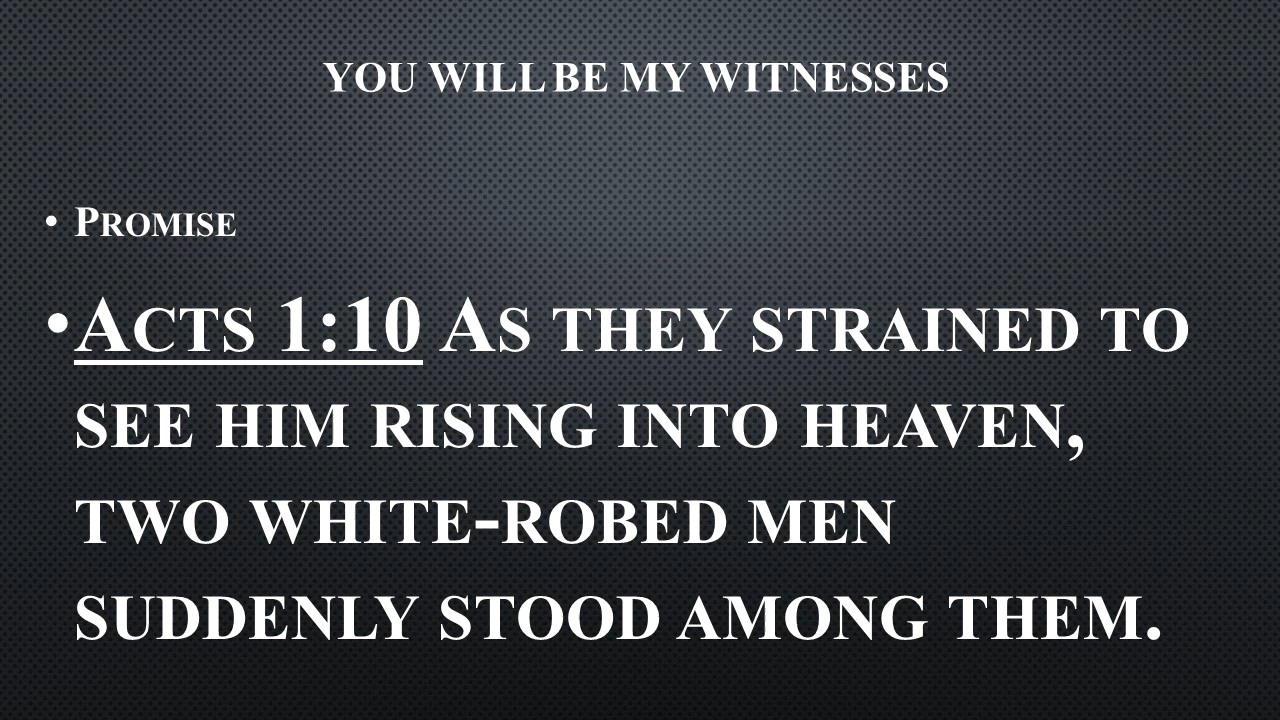 YOU WILL BE MY WITNESSES
• PROMISE
• ACTS 1:10 AS THEY STRAINED TO
SEE HIM RISING INTO HEAVEN,
TWO WHITE-ROBED MEN
SUDDENLY STOOD AMONG THEM.